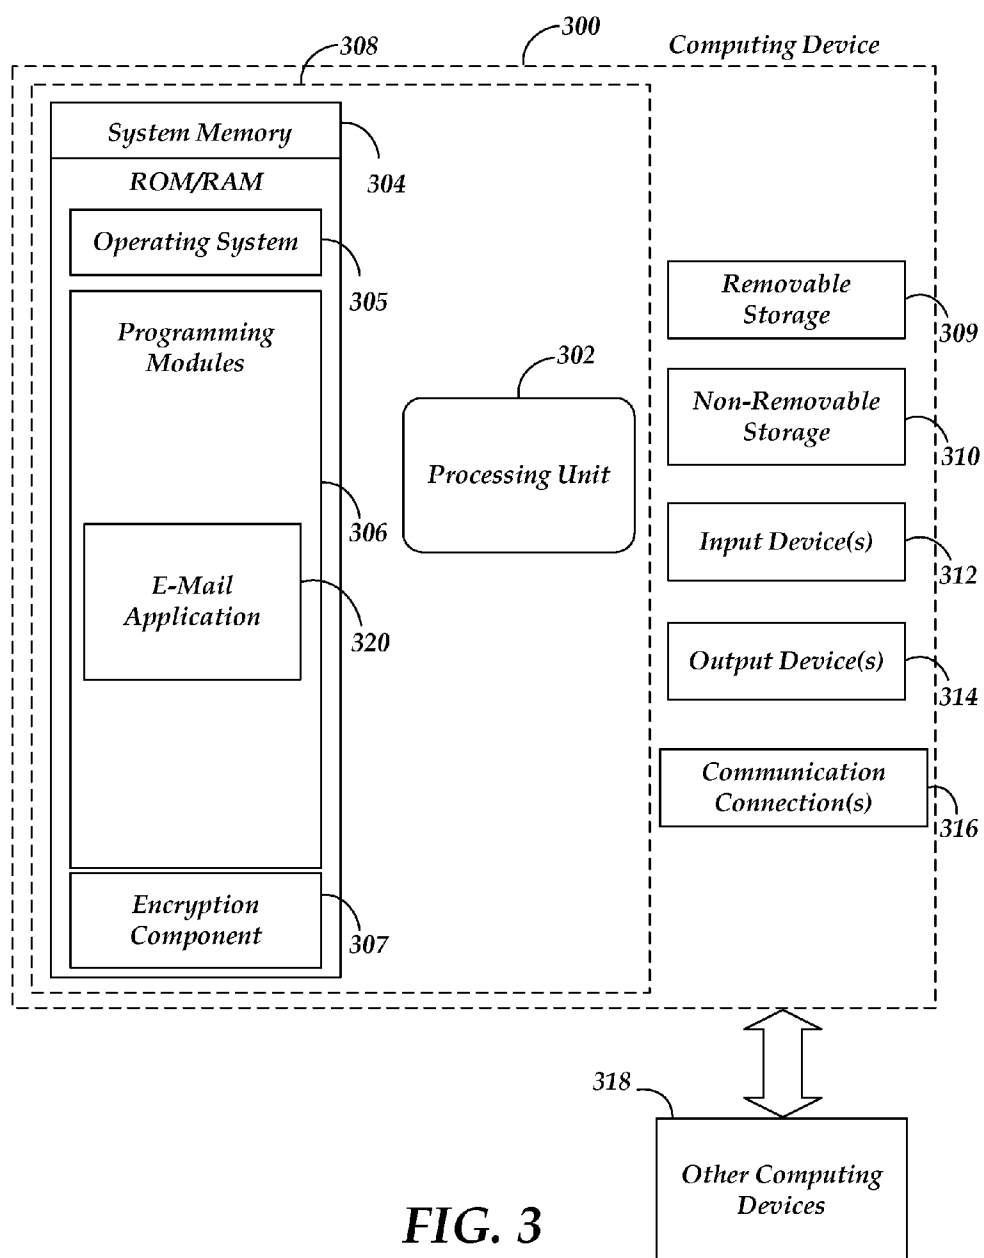 300
308
Computing Device
System Memory
304
ROM/RAM
Operating System
305
Programming
Modules
306
E-Mail
Application
320
Encryption
Component
307
302
Processing Unit
Removable
Storage
309
Non-Removable
Storage
310
Input Device(s)
312
Output Device(s)
314
Communication
Connection(s)
316
318
Other Computing
Devices
FIG. 3